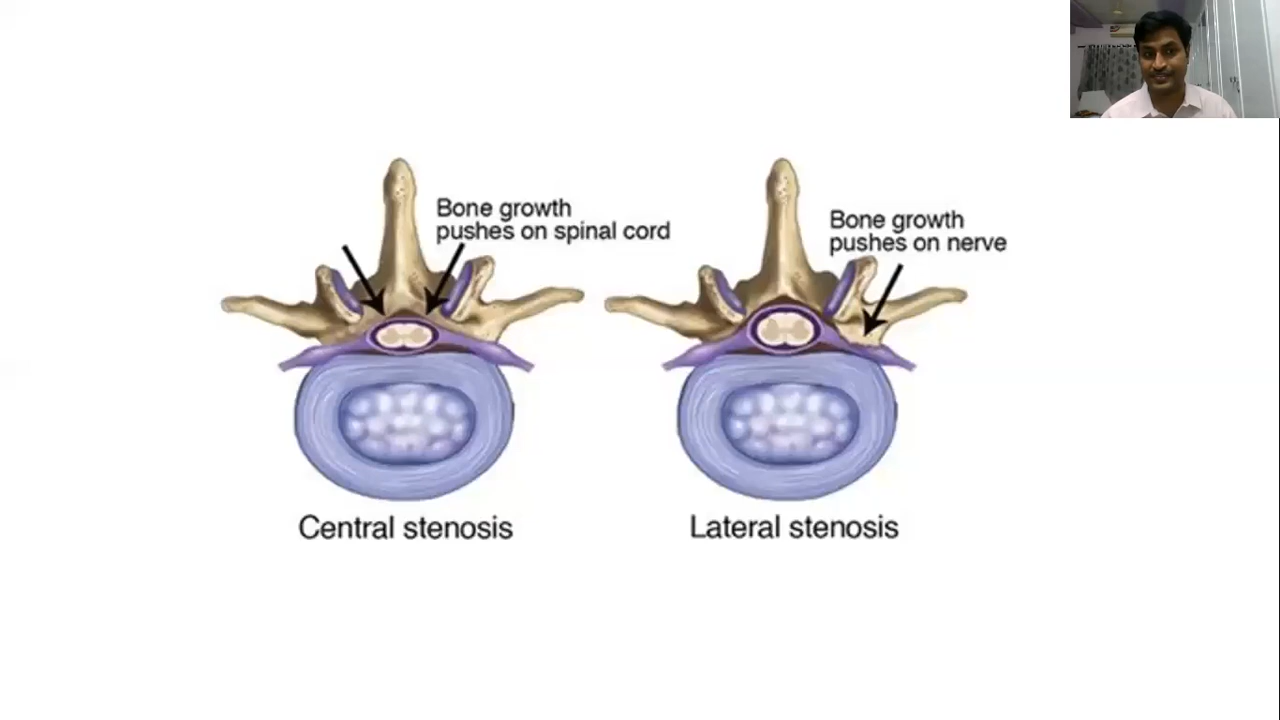 Bone growth
pushes on spinal cord
Bone growth
pushes on nerve
Central stenosis
Lateral stenosis